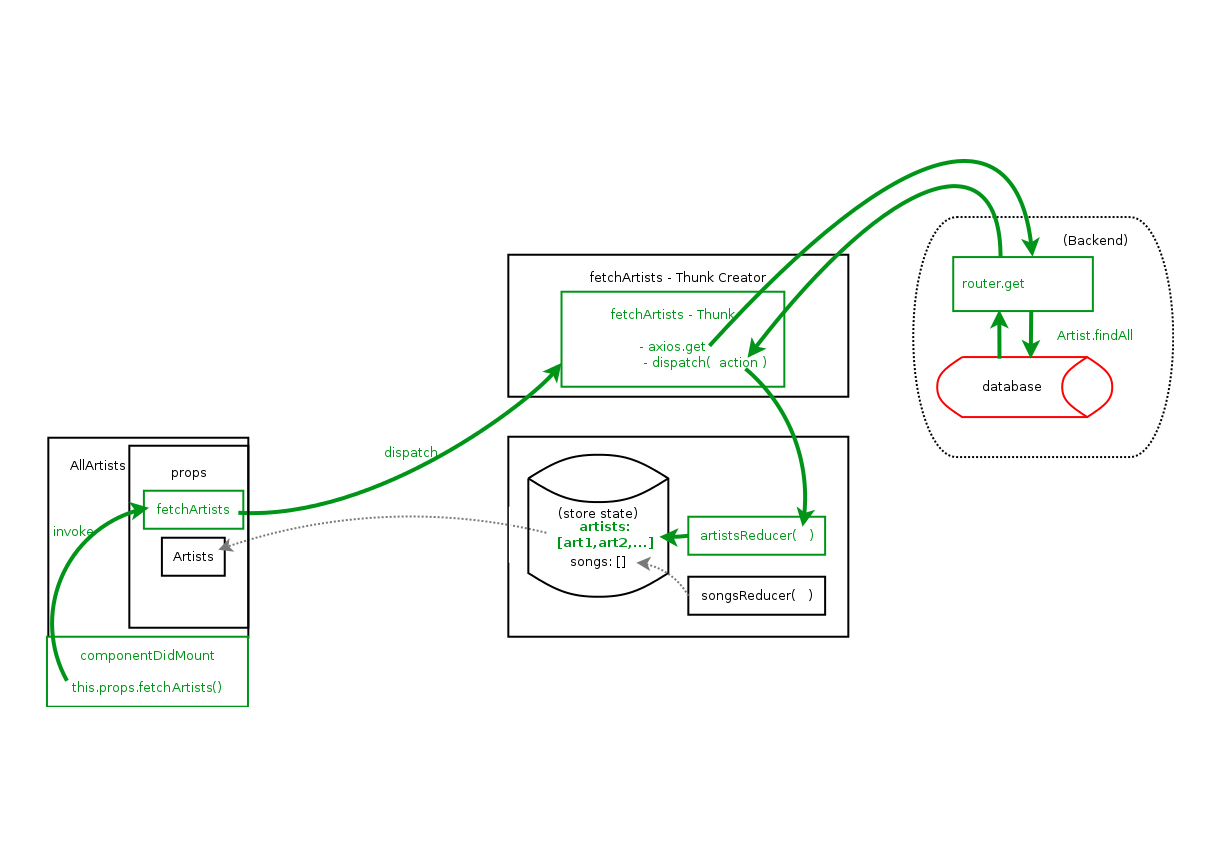 (Backend)
router.get
Artist.findAll
database
fetchArtists - Thunk Creator
fetchArtists - Thunk
- axios.get
- dispatch(  action )
dispatch
AllArtists
props
fetchArtists
invoke
Artists
componentDidMount
this.props.fetchArtists()
(store state)
artists:
[art1,art2,...]
songs: []
artistsReducer(   )
songsReducer(   )